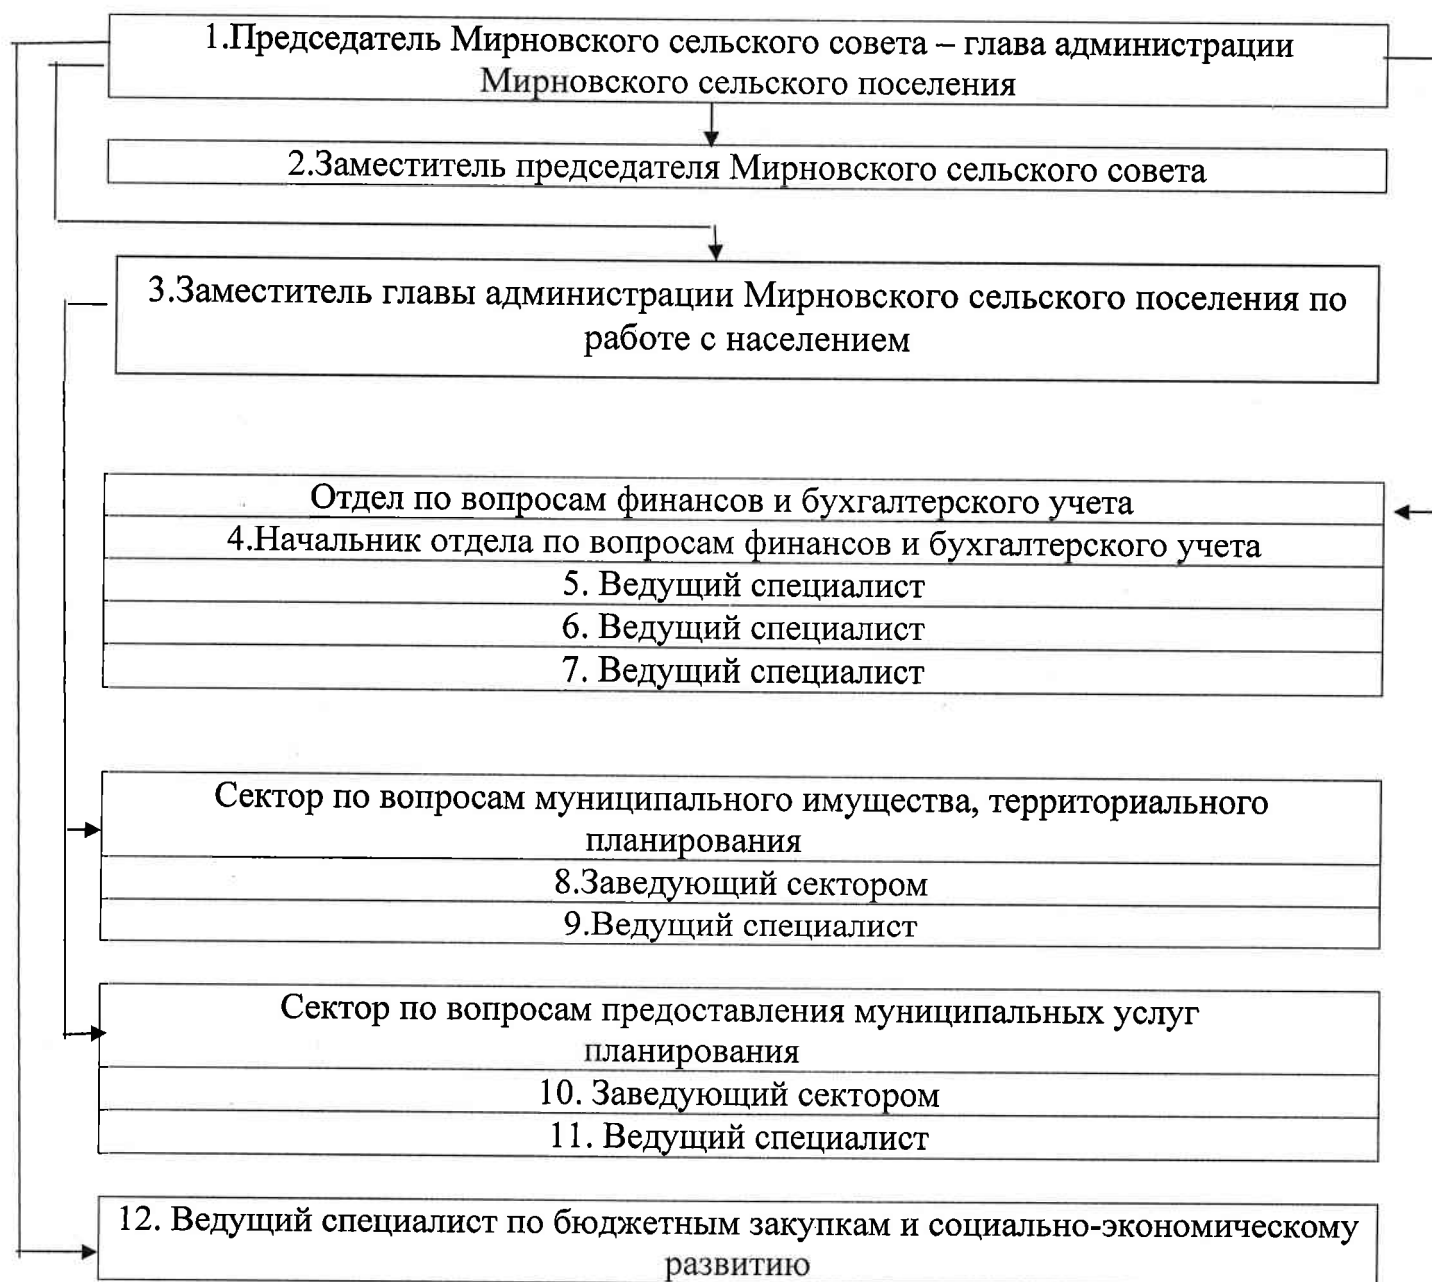 1.Председатель Мирновского сельского совета – глава администрации
Мирновского сельского поселения
2.Заместитель председателя Мирновского сельского совета
3.Заместитель главы администрации Мирновского сельского поселения по
работе с населением
Отдел по вопросам финансов и бухгалтерского учета
4.Начальник отдела по вопросам финансов и бухгалтерского учета
5. Ведущий специалист
6. Ведущий специалист
7. Ведущий специалист
Сектор по вопросам муниципального имущества, территориального
планирования
8.Заведующий сектором
9.Ведущий специалист
Сектор по вопросам предоставления муниципальных услуг
планирования
10. Заведующий сектором
11. Ведущий специалист
12. Ведущий специалист по бюджетным закупкам и социально-экономическому
развитию